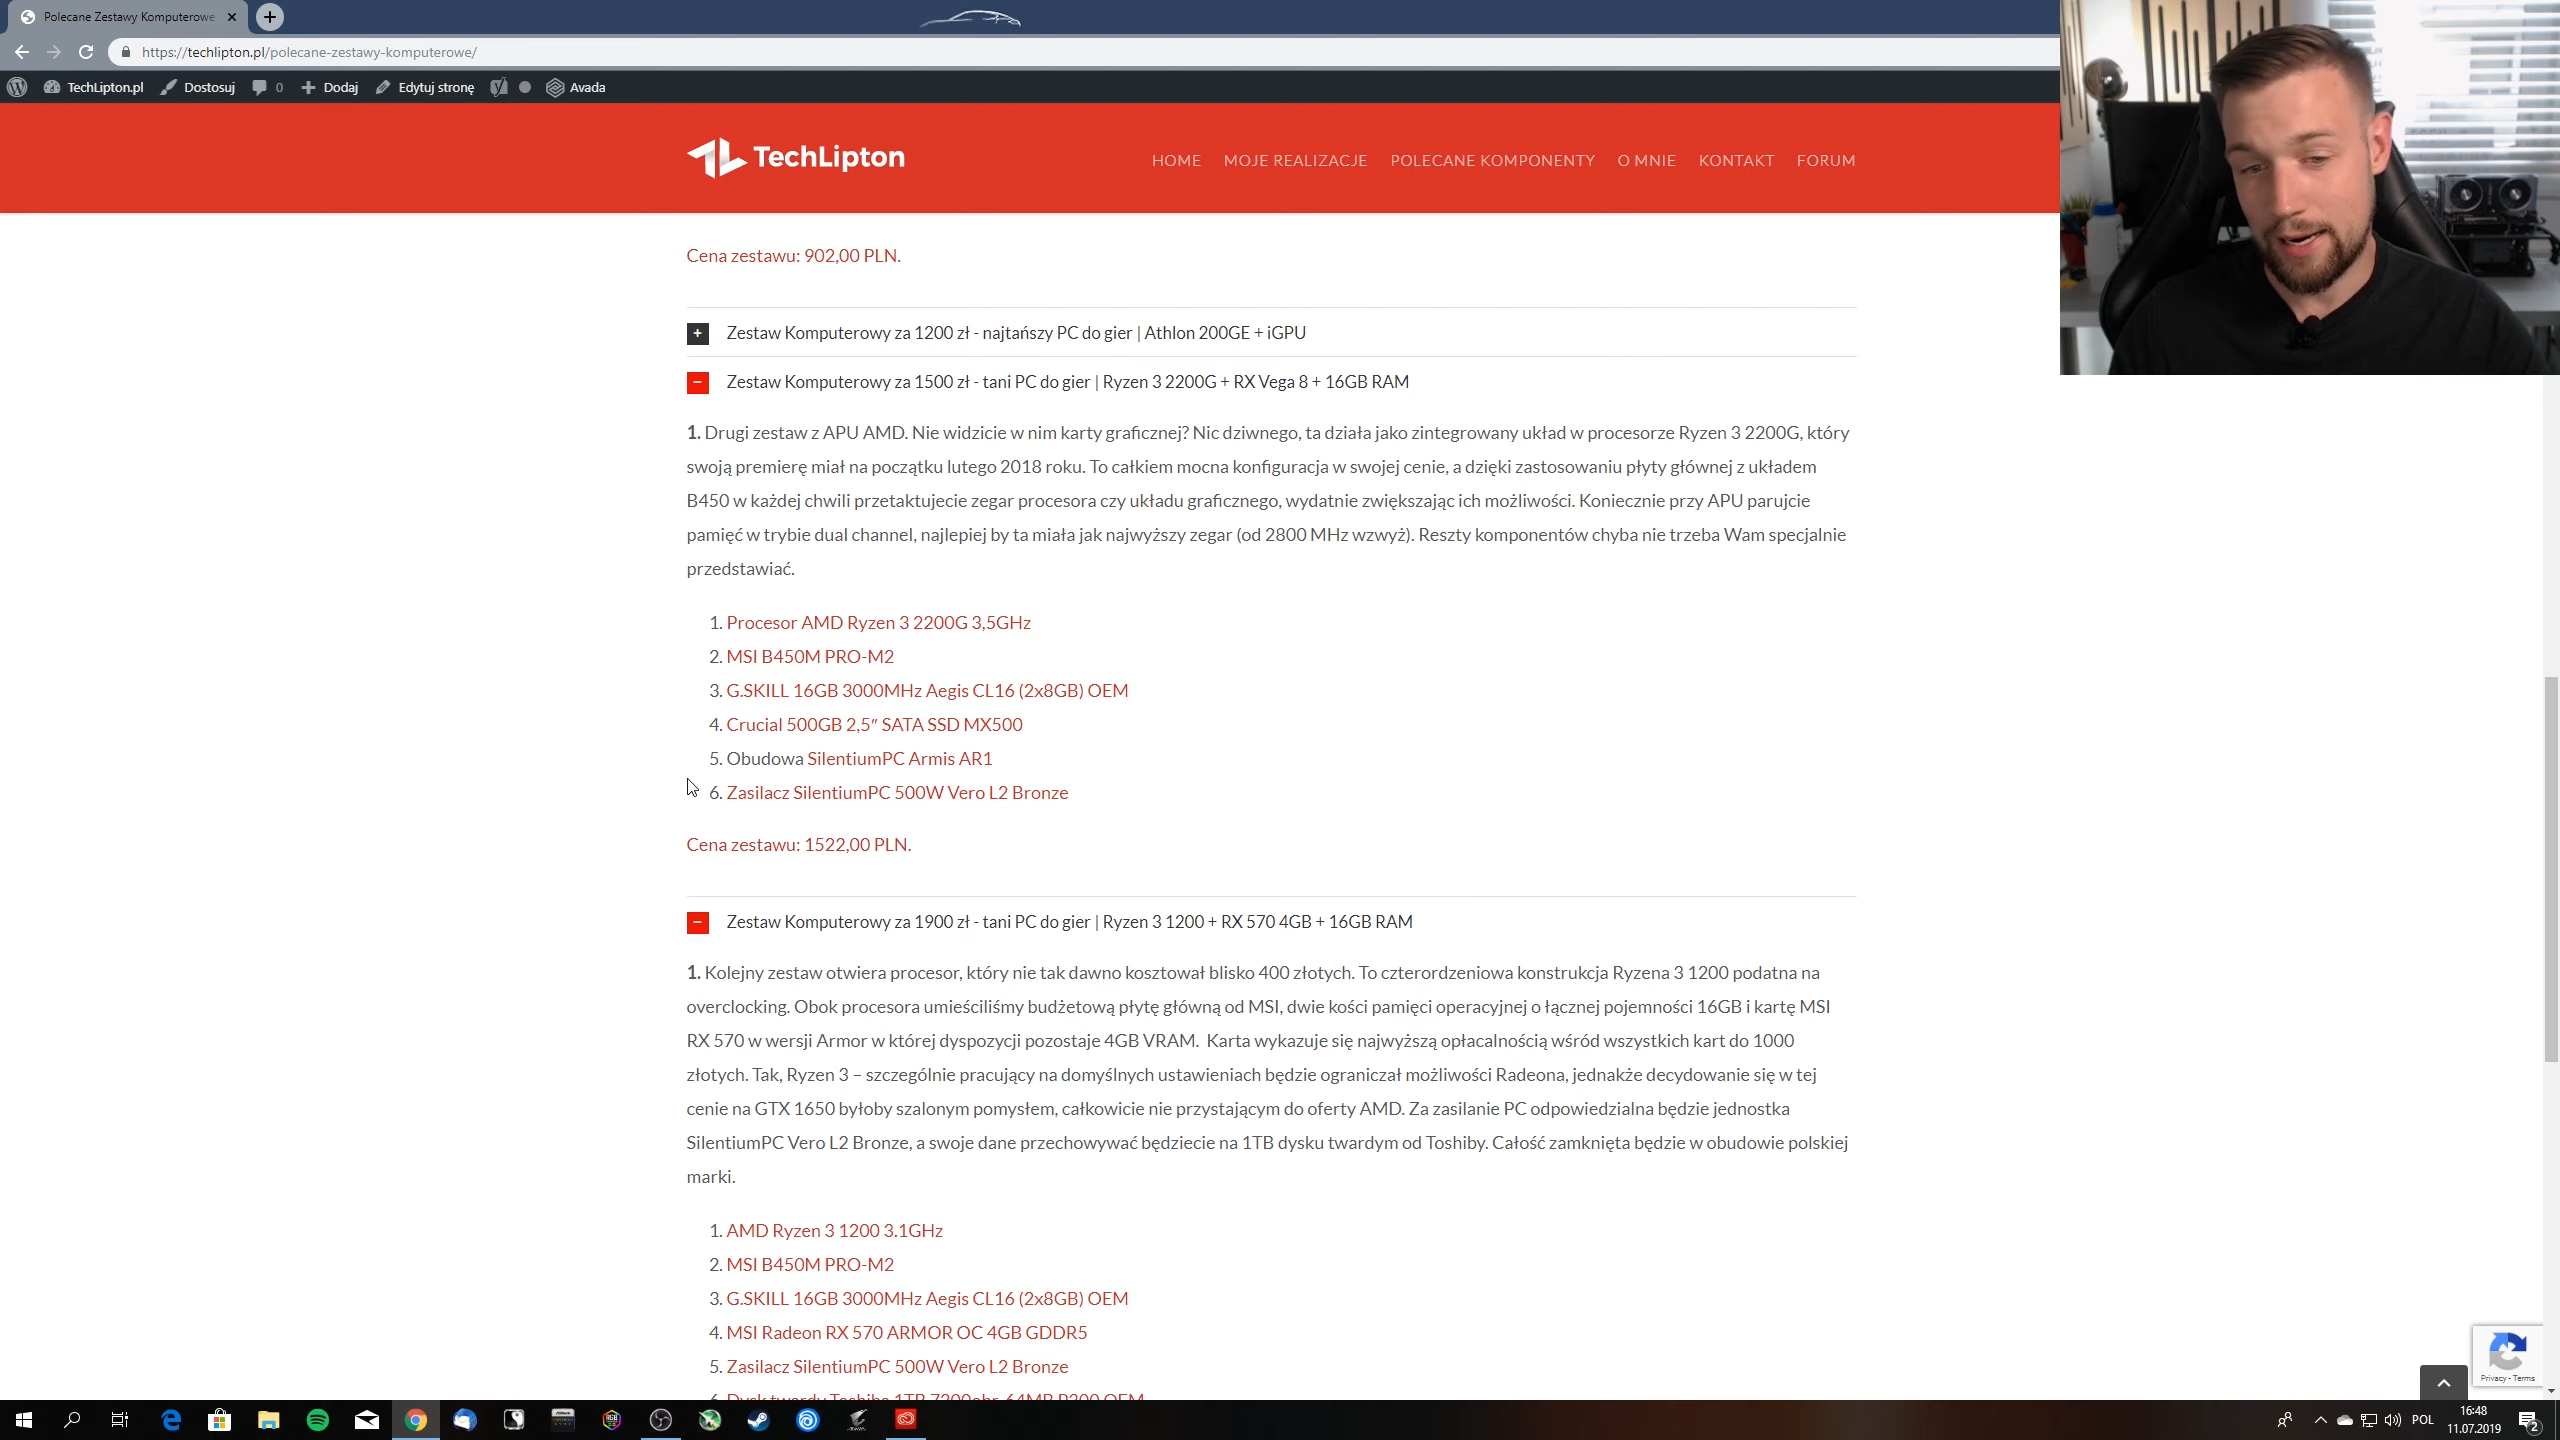 Polecane Zestawy Komputerowe
https://techlipton.pl/polecane-zestawy-komputerowe/
TechLipton.pl Dostosuj 0 Dodaj Edytuj stronę Avada
TechLipton
HOME MOJE REALIZACJE POLECANE KOMPONENTY O MNIE KONTAKT FORUM
Cena zestawu: 902,00 PLN.
Zestaw Komputerowy za 1200 zł - najtańszy PC do gier | Athlon 200GE + iGPU
Zestaw Komputerowy za 1500 zł - tani PC do gier | Ryzen 3 2200G + RX Vega 8 + 16GB RAM
1. Drugi zestaw z APU AMD. Nie widzicie w nim karty graficznej? Nic dziwnego, ta działa jako zintegrowany układ w procesorze Ryzen 3 2200G, który
swoją premierę miał na początku lutego 2018 roku. To całkiem mocna konfiguracja w swojej cenie, a dzięki zastosowaniu płyty głównej z układem
B450 w każdej chwili przetaktujecie zegar procesora czy układu graficznego, wydatnie zwiększając ich możliwości. Koniecznie przy APU parujcie
pamięć w trybie dual channel, najlepiej by ta miała jak najwyższy zegar (od 2800 MHz wzwyż). Reszty komponentów chyba nie trzeba Wam specjalnie
przedstawiać.
1. Procesor AMD Ryzen 3 2200G 3,5GHz
2. MSI B450M PRO-M2
3. G.SKILL 16GB 3000MHz Aegis CL16 (2x8GB) OEM
4. Crucial 500GB 2,5″ SATA SSD MX500
5. Obudowa SilentiumPC Armis AR1
6. Zasilacz SilentiumPC 500W Vero L2 Bronze
Cena zestawu: 1522,00 PLN.
Zestaw Komputerowy za 1900 zł - tani PC do gier | Ryzen 3 1200 + RX 570 4GB + 16GB RAM
1. Kolejny zestaw otwiera procesor, który nie tak dawno kosztował blisko 400 złotych. To czterordzeniowa konstrukcja Ryzena 3 1200 podatna na
overclocking. Obok procesora umieściliśmy budżetową płytę główną od MSI, dwie kości pamięci operacyjnej o łącznej pojemności 16GB i kartę MSI
RX 570 w wersji Armor w której dyspozycji pozostaje 4GB VRAM. Karta wykazuje się najwyższą opłacalnością wśród wszystkich kart do 1000
złotych. Tak, Ryzen 3 – szczególnie pracujący na domyślnych ustawieniach będzie ograniczał możliwości Radeona, jednakże decydowanie się w tej
cenie na GTX 1650 byłoby szalonym pomysłem, całkowicie nie przystającym do oferty AMD. Za zasilanie PC odpowiedzialna będzie jednostka
SilentiumPC Vero L2 Bronze, a swoje dane przechowywać będziecie na 1TB dysku twardym od Toshiby. Całość zamknięta będzie w obudowie polskiej
marki.
1. AMD Ryzen 3 1200 3.1GHz
2. MSI B450M PRO-M2
3. G.SKILL 16GB 3000MHz Aegis CL16 (2x8GB) OEM
4. MSI Radeon RX 570 ARMOR OC 4GB GDDR5
5. Zasilacz SilentiumPC 500W Vero L2 Bronze
6. Dysk twardy Toshiba 1TB 7200obr. 64MB P300 OEM
Privacy - Terms
POL
16:48
11.07.2019
2